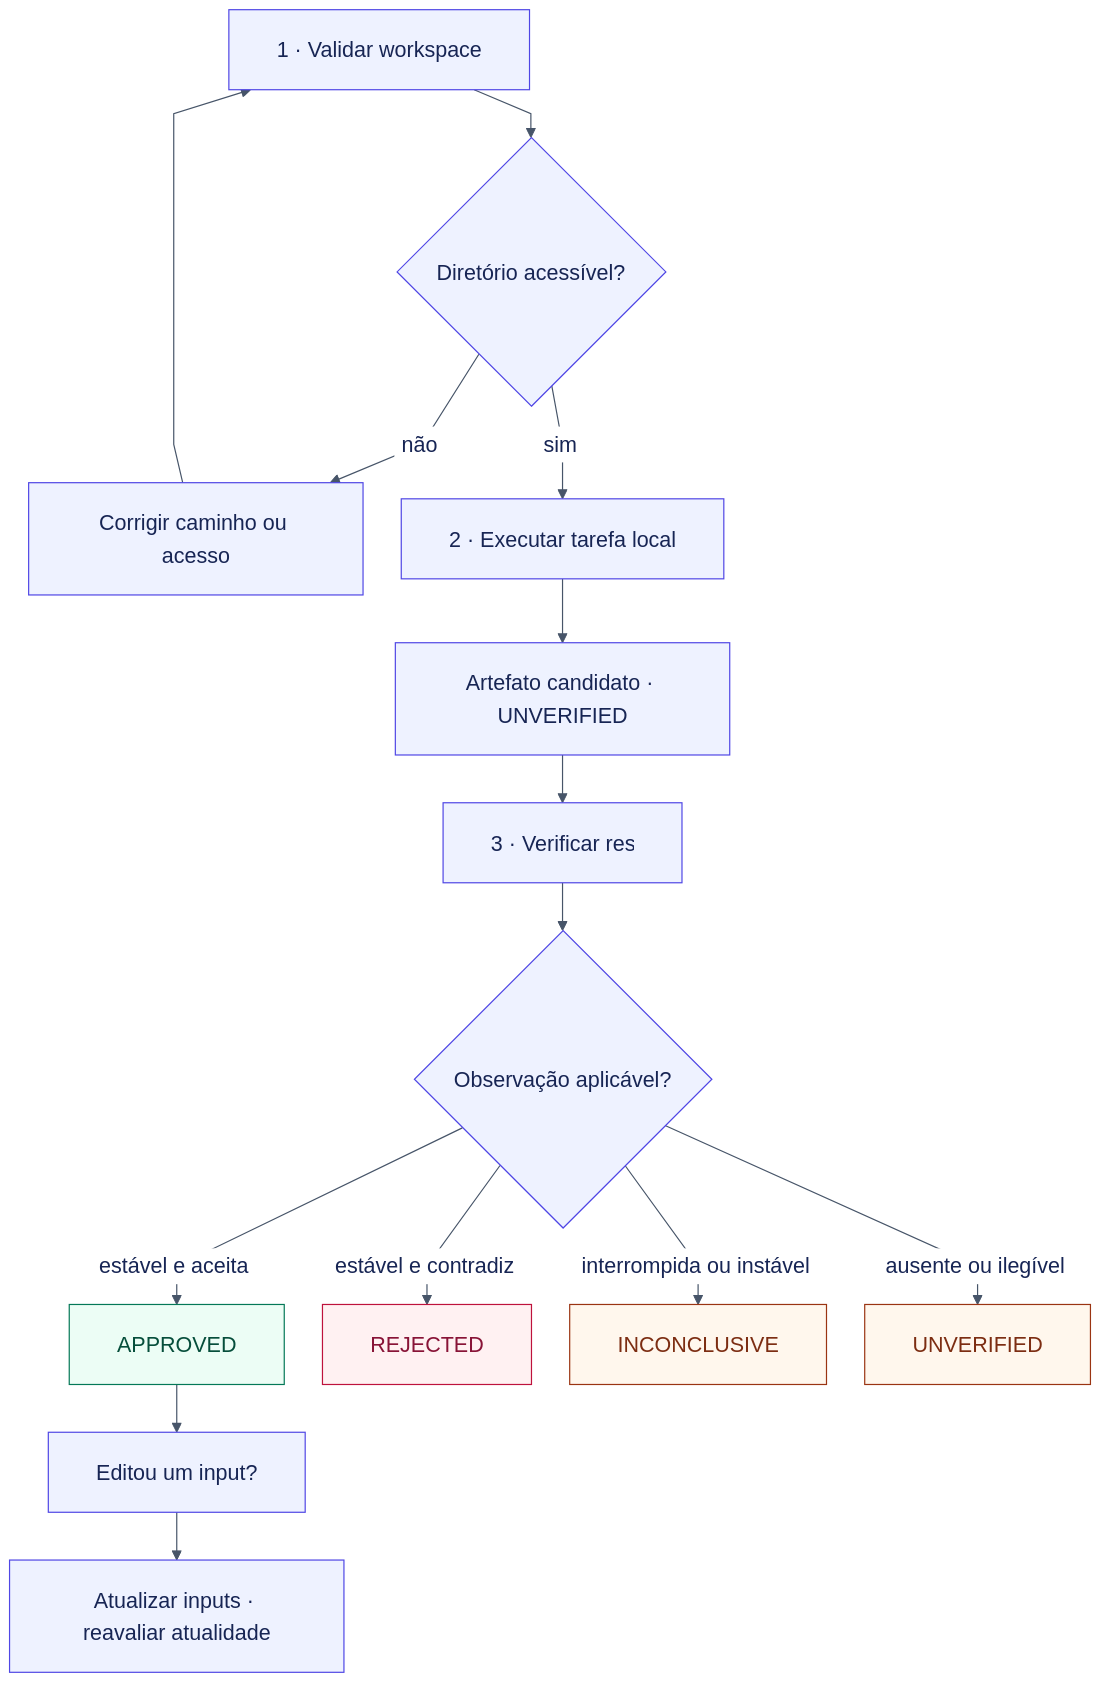 1 · Validar workspace
Diretório acessível?
não
sim
Corrigir caminho ou
acesso
2 · Executar tarefa local
Artefato candidato ·
UNVERIFIED
3 · Verificar res
Observação aplicável?
estável e aceita
estável e contradiz
interrompida ou instável
ausente ou ilegível
APPROVED
REJECTED
INCONCLUSIVE
UNVERIFIED
Editou um input?
Atualizar inputs ·
reavaliar atualidade